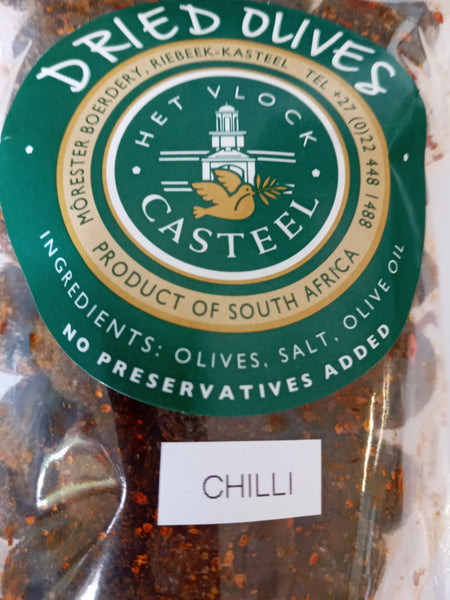 DRIED OLIVES
MORESTER BOERDERY, RIEBEEK-KASTEEL TEL +27 (0)22 448 1488
HET VLOCK
CASTEEL
PRODUCT OF SOUTH AFRICA
INGREDIENTS: OLIVES, SALT, OLIVE OIL
NO PRESERVATIVES ADDED
CHILLI